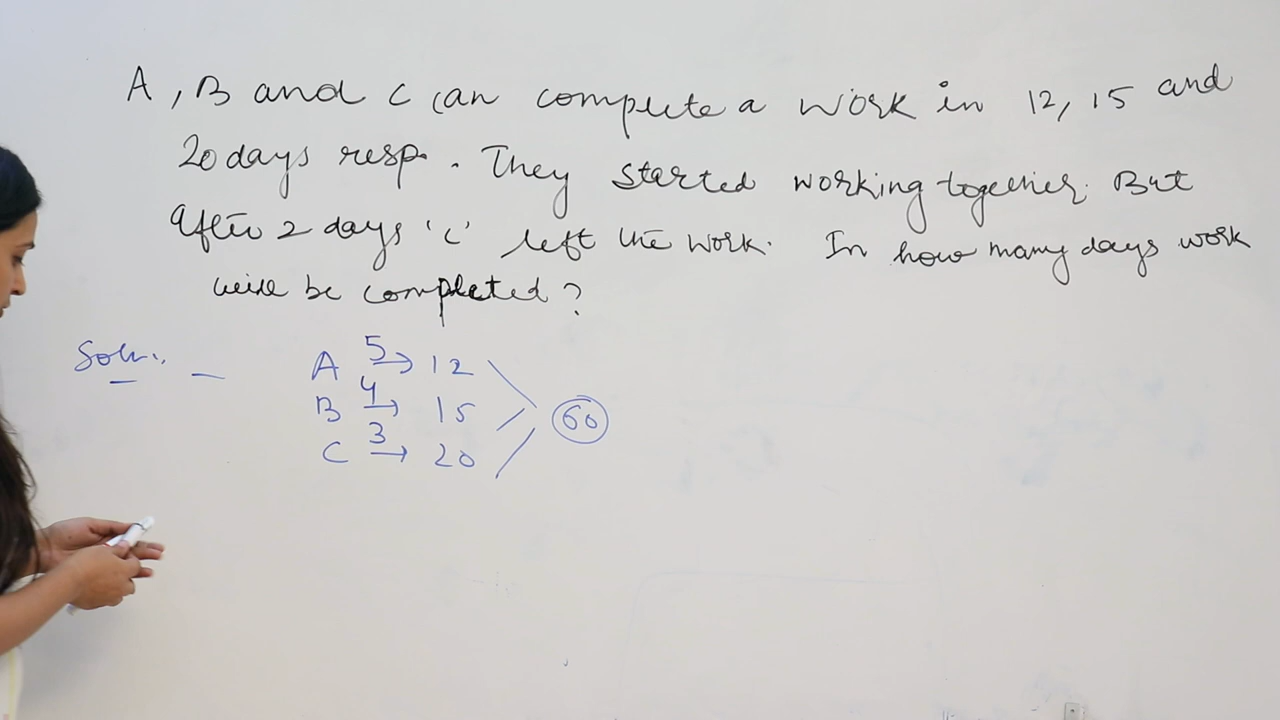 A, B and C can complete a work in 12, 15 and
20 days resp. They started working together. But
after 2 days 'c' left the work. In how many days work
will be completed?
Soln. –
A 5→ 12
B 4→ 15
C 3→ 20
60